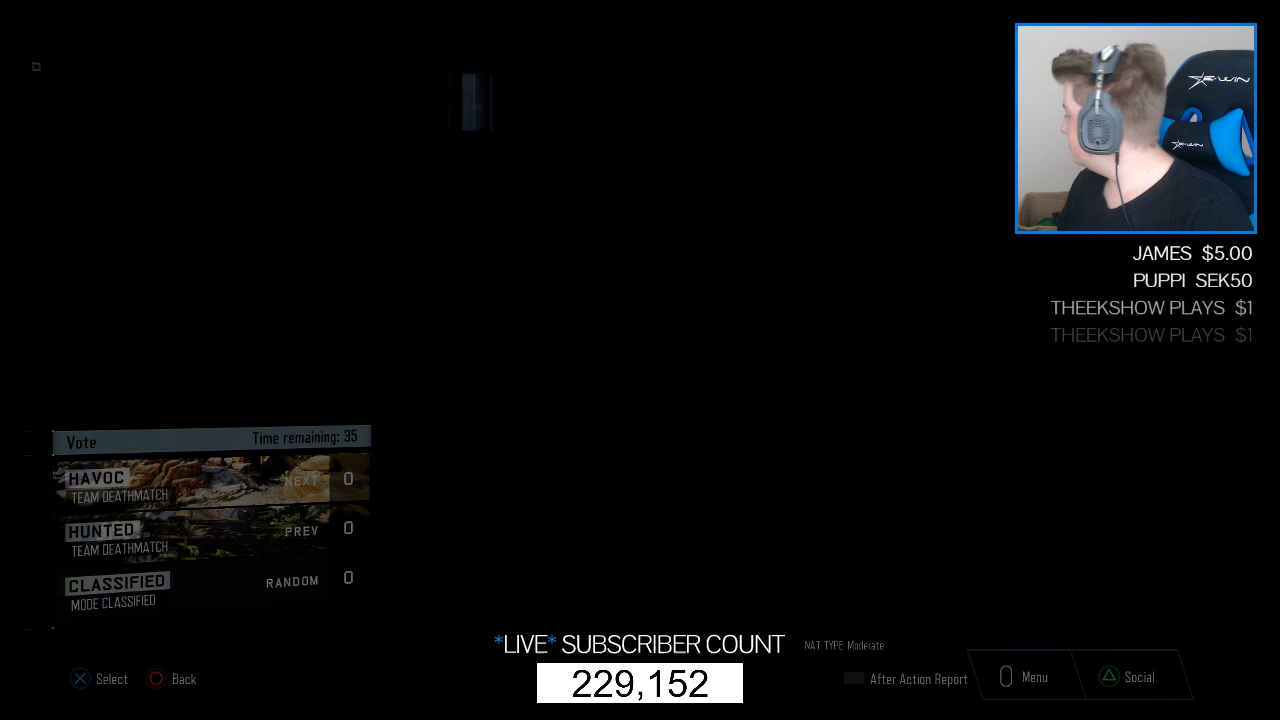 E-WIN
E-WIN
JAMES $5.00
PUPPI SEK50
THEEKSHOW PLAYS $1
THEEKSHOW PLAYS $1
Vote Time remaining: 35
HAVOC NEXT 0
TEAM DEATHMATCH
HUNTED PREV 0
TEAM DEATHMATCH
CLASSIFIED RANDOM 0
MODE CLASSIFIED
*LIVE* SUBSCRIBER COUNT
NAT TYPE: Moderate
229,152
Select Back After Action Report Menu Social